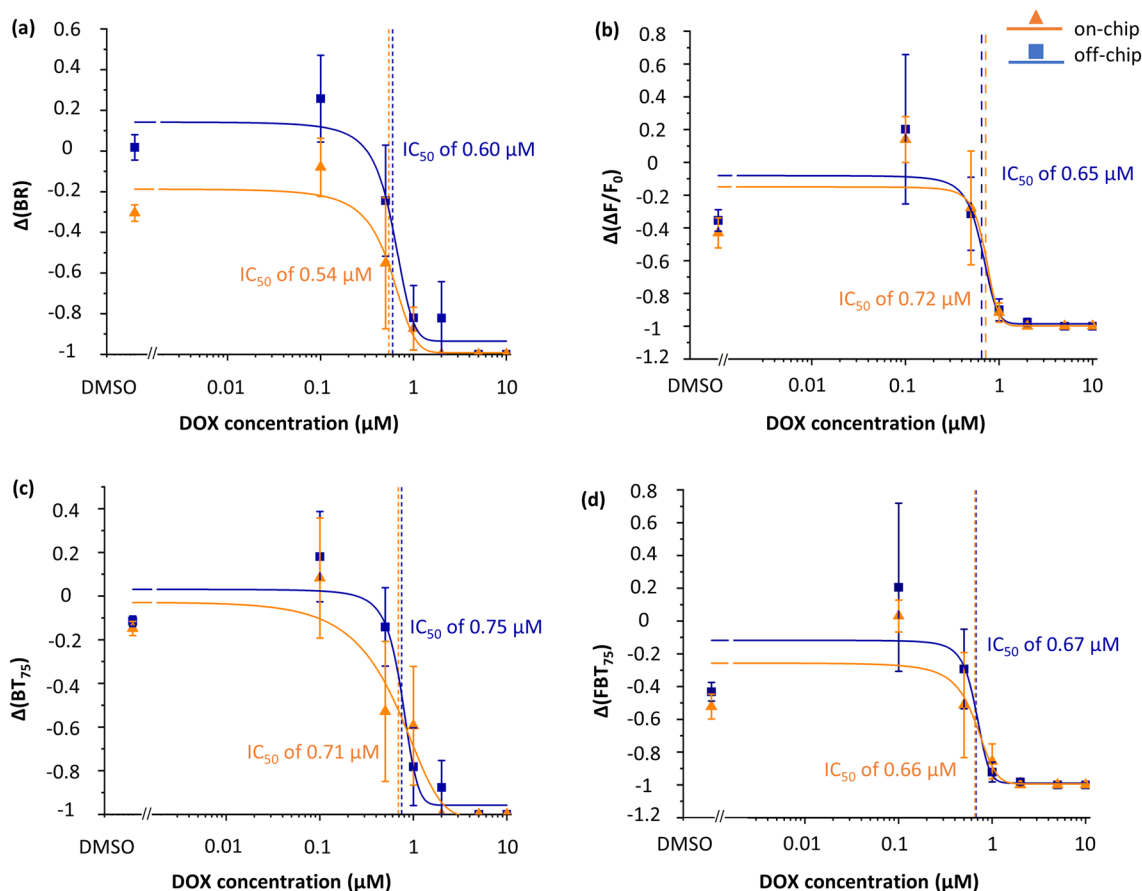 (a)
0.6
0.4
0.2
0
-0.2
-0.4
-0.6
-0.8
-1
Δ(BR)
IC50 of 0.60 µM
IC50 of 0.54 µM
DMSO
0.01
0.1
1
10
DOX concentration (µM)
(b)
on-chip
off-chip
0.8
0.6
0.4
0.2
0
-0.2
-0.4
-0.6
-0.8
-1
-1.2
Δ(ΔF/F0)
IC50 of 0.65 µM
IC50 of 0.72 µM
DMSO
0.01
0.1
1
10
DOX concentration (µM)
(c)
0.4
0.2
0
-0.2
-0.4
-0.6
-0.8
-1
Δ(BT75)
IC50 of 0.75 µM
IC50 of 0.71 µM
DMSO
0.01
0.1
1
10
DOX concentration (µM)
(d)
0.8
0.6
0.4
0.2
0
-0.2
-0.4
-0.6
-0.8
-1
-1.2
Δ(FBT75)
IC50 of 0.67 µM
IC50 of 0.66 µM
DMSO
0.01
0.1
1
10
DOX concentration (µM)